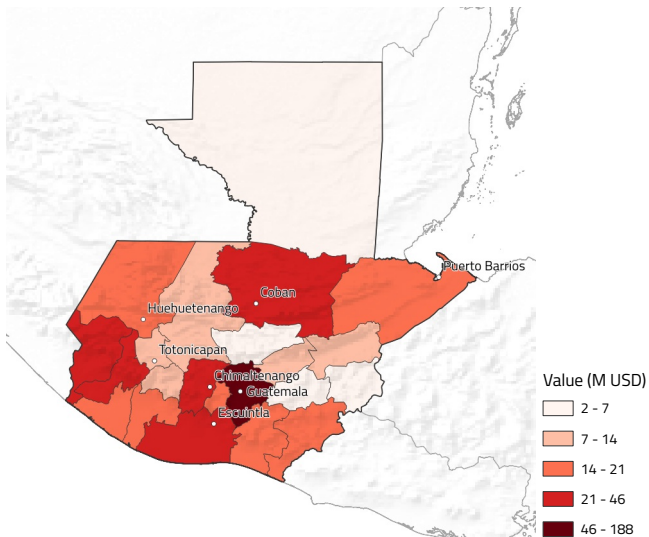 Puerto Barrios
Coban
Huehuetenango
Totonicapan
Chimaltenango
Guatemala
Escuintla
Value (M USD)
2 - 7
7 - 14
14 - 21
21 - 46
46 - 188